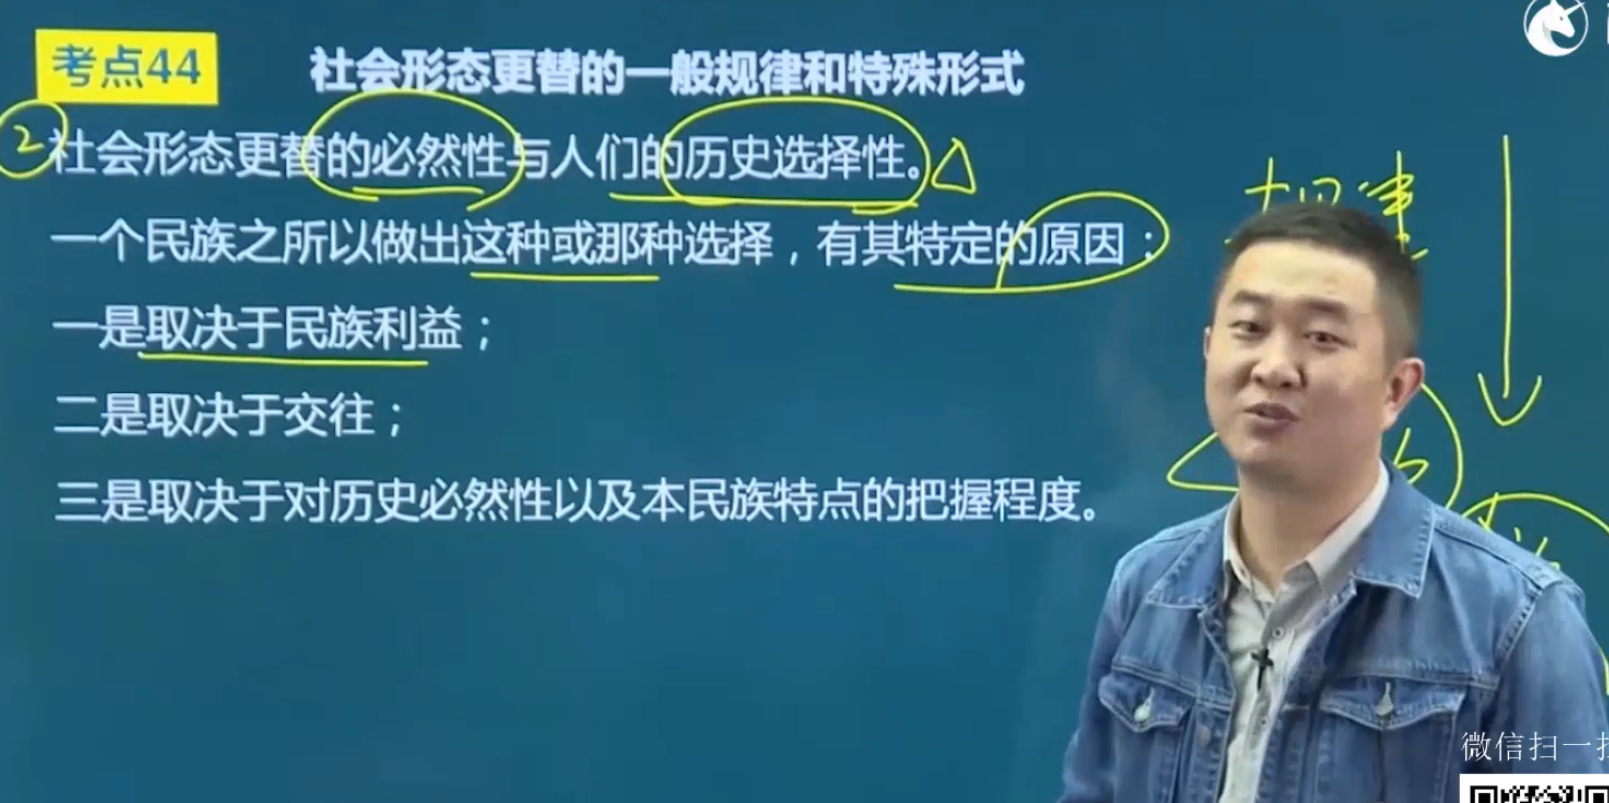 考点44 社会形态更替的一般规律和特殊形式
2 社会形态更替的必然性与人们的历史选择性。
一个民族之所以做出这种或那种选择，有其特定的原因：
一是取决于民族利益；
二是取决于交往；
三是取决于对历史必然性以及本民族特点的把握程度。
规律
微信扫一